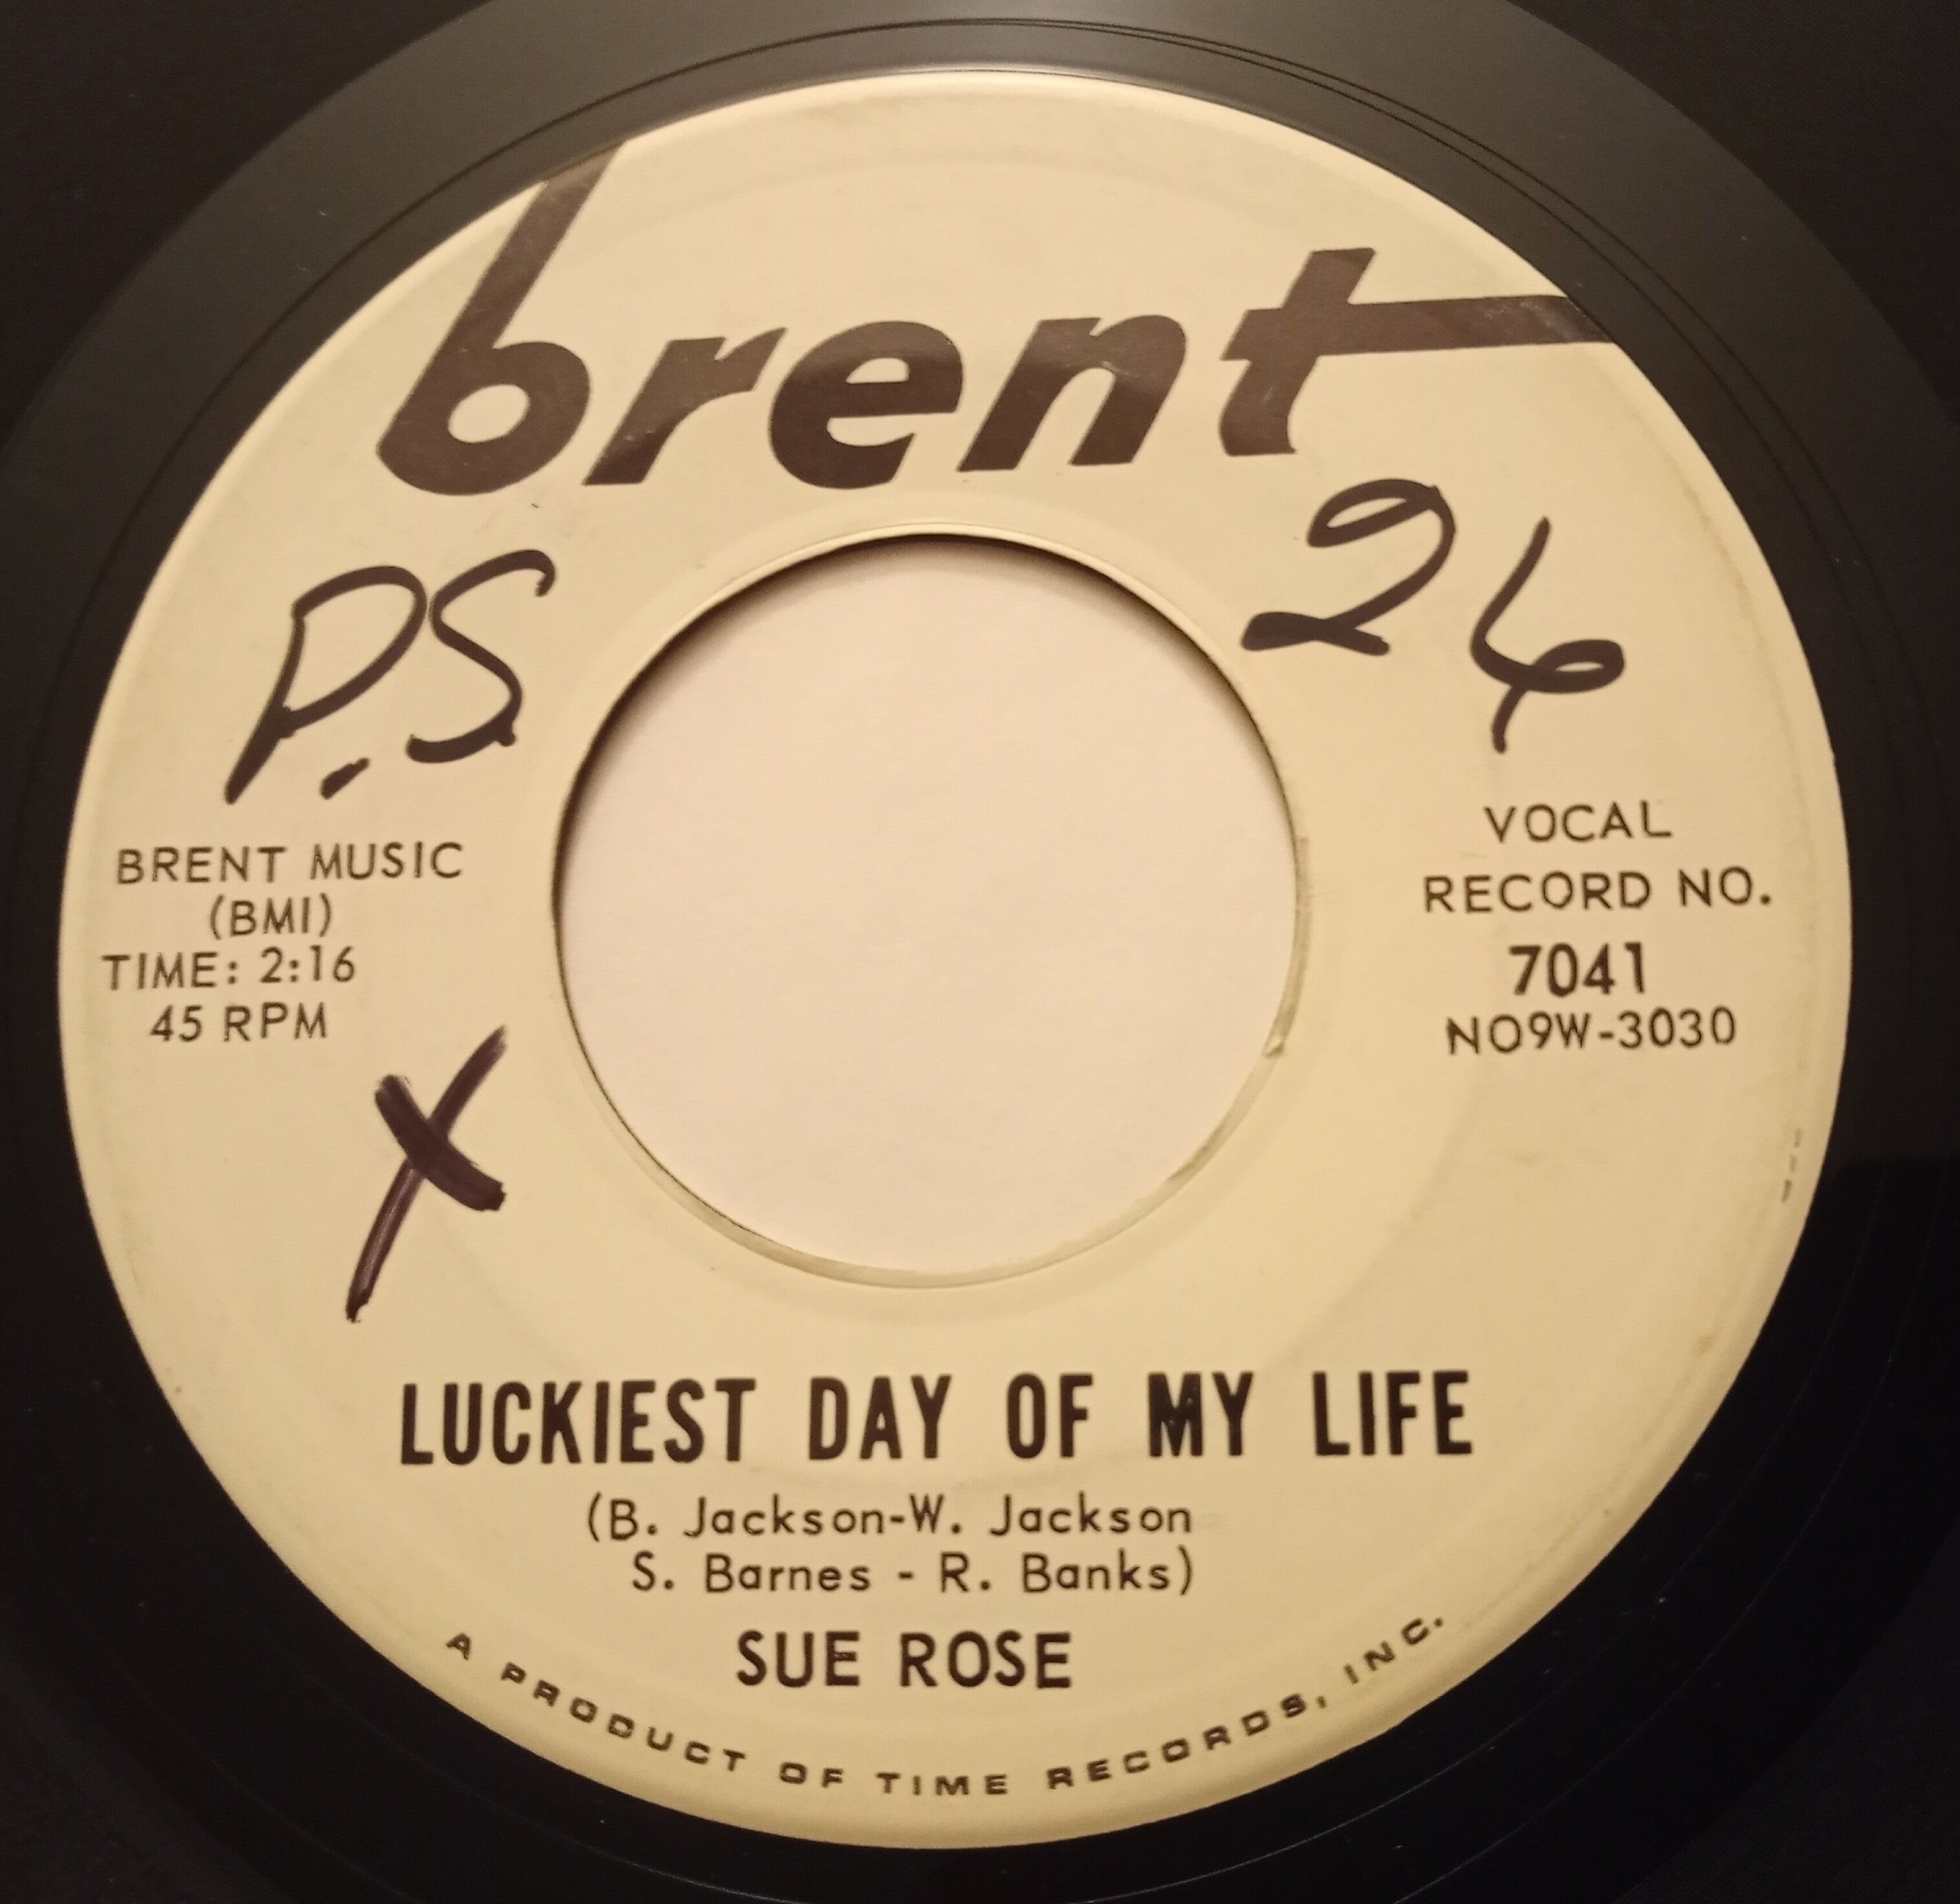 brent
P.S
26
BRENT MUSIC
(BMI)
TIME: 2:16
45 RPM
VOCAL
RECORD NO.
7041
NO9W-3030
X
LUCKIEST DAY OF MY LIFE
(B. Jackson-W. Jackson
S. Barnes - R. Banks)
SUE ROSE
A PRODUCT OF TIME RECORDS, INC.